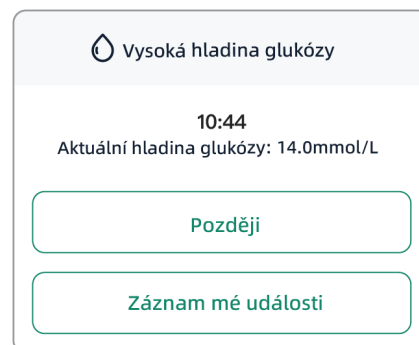 Vysoká hladina glukózy
10:44
Aktuální hladina glukózy: 14.0mmol/L
Později
Záznam mé události